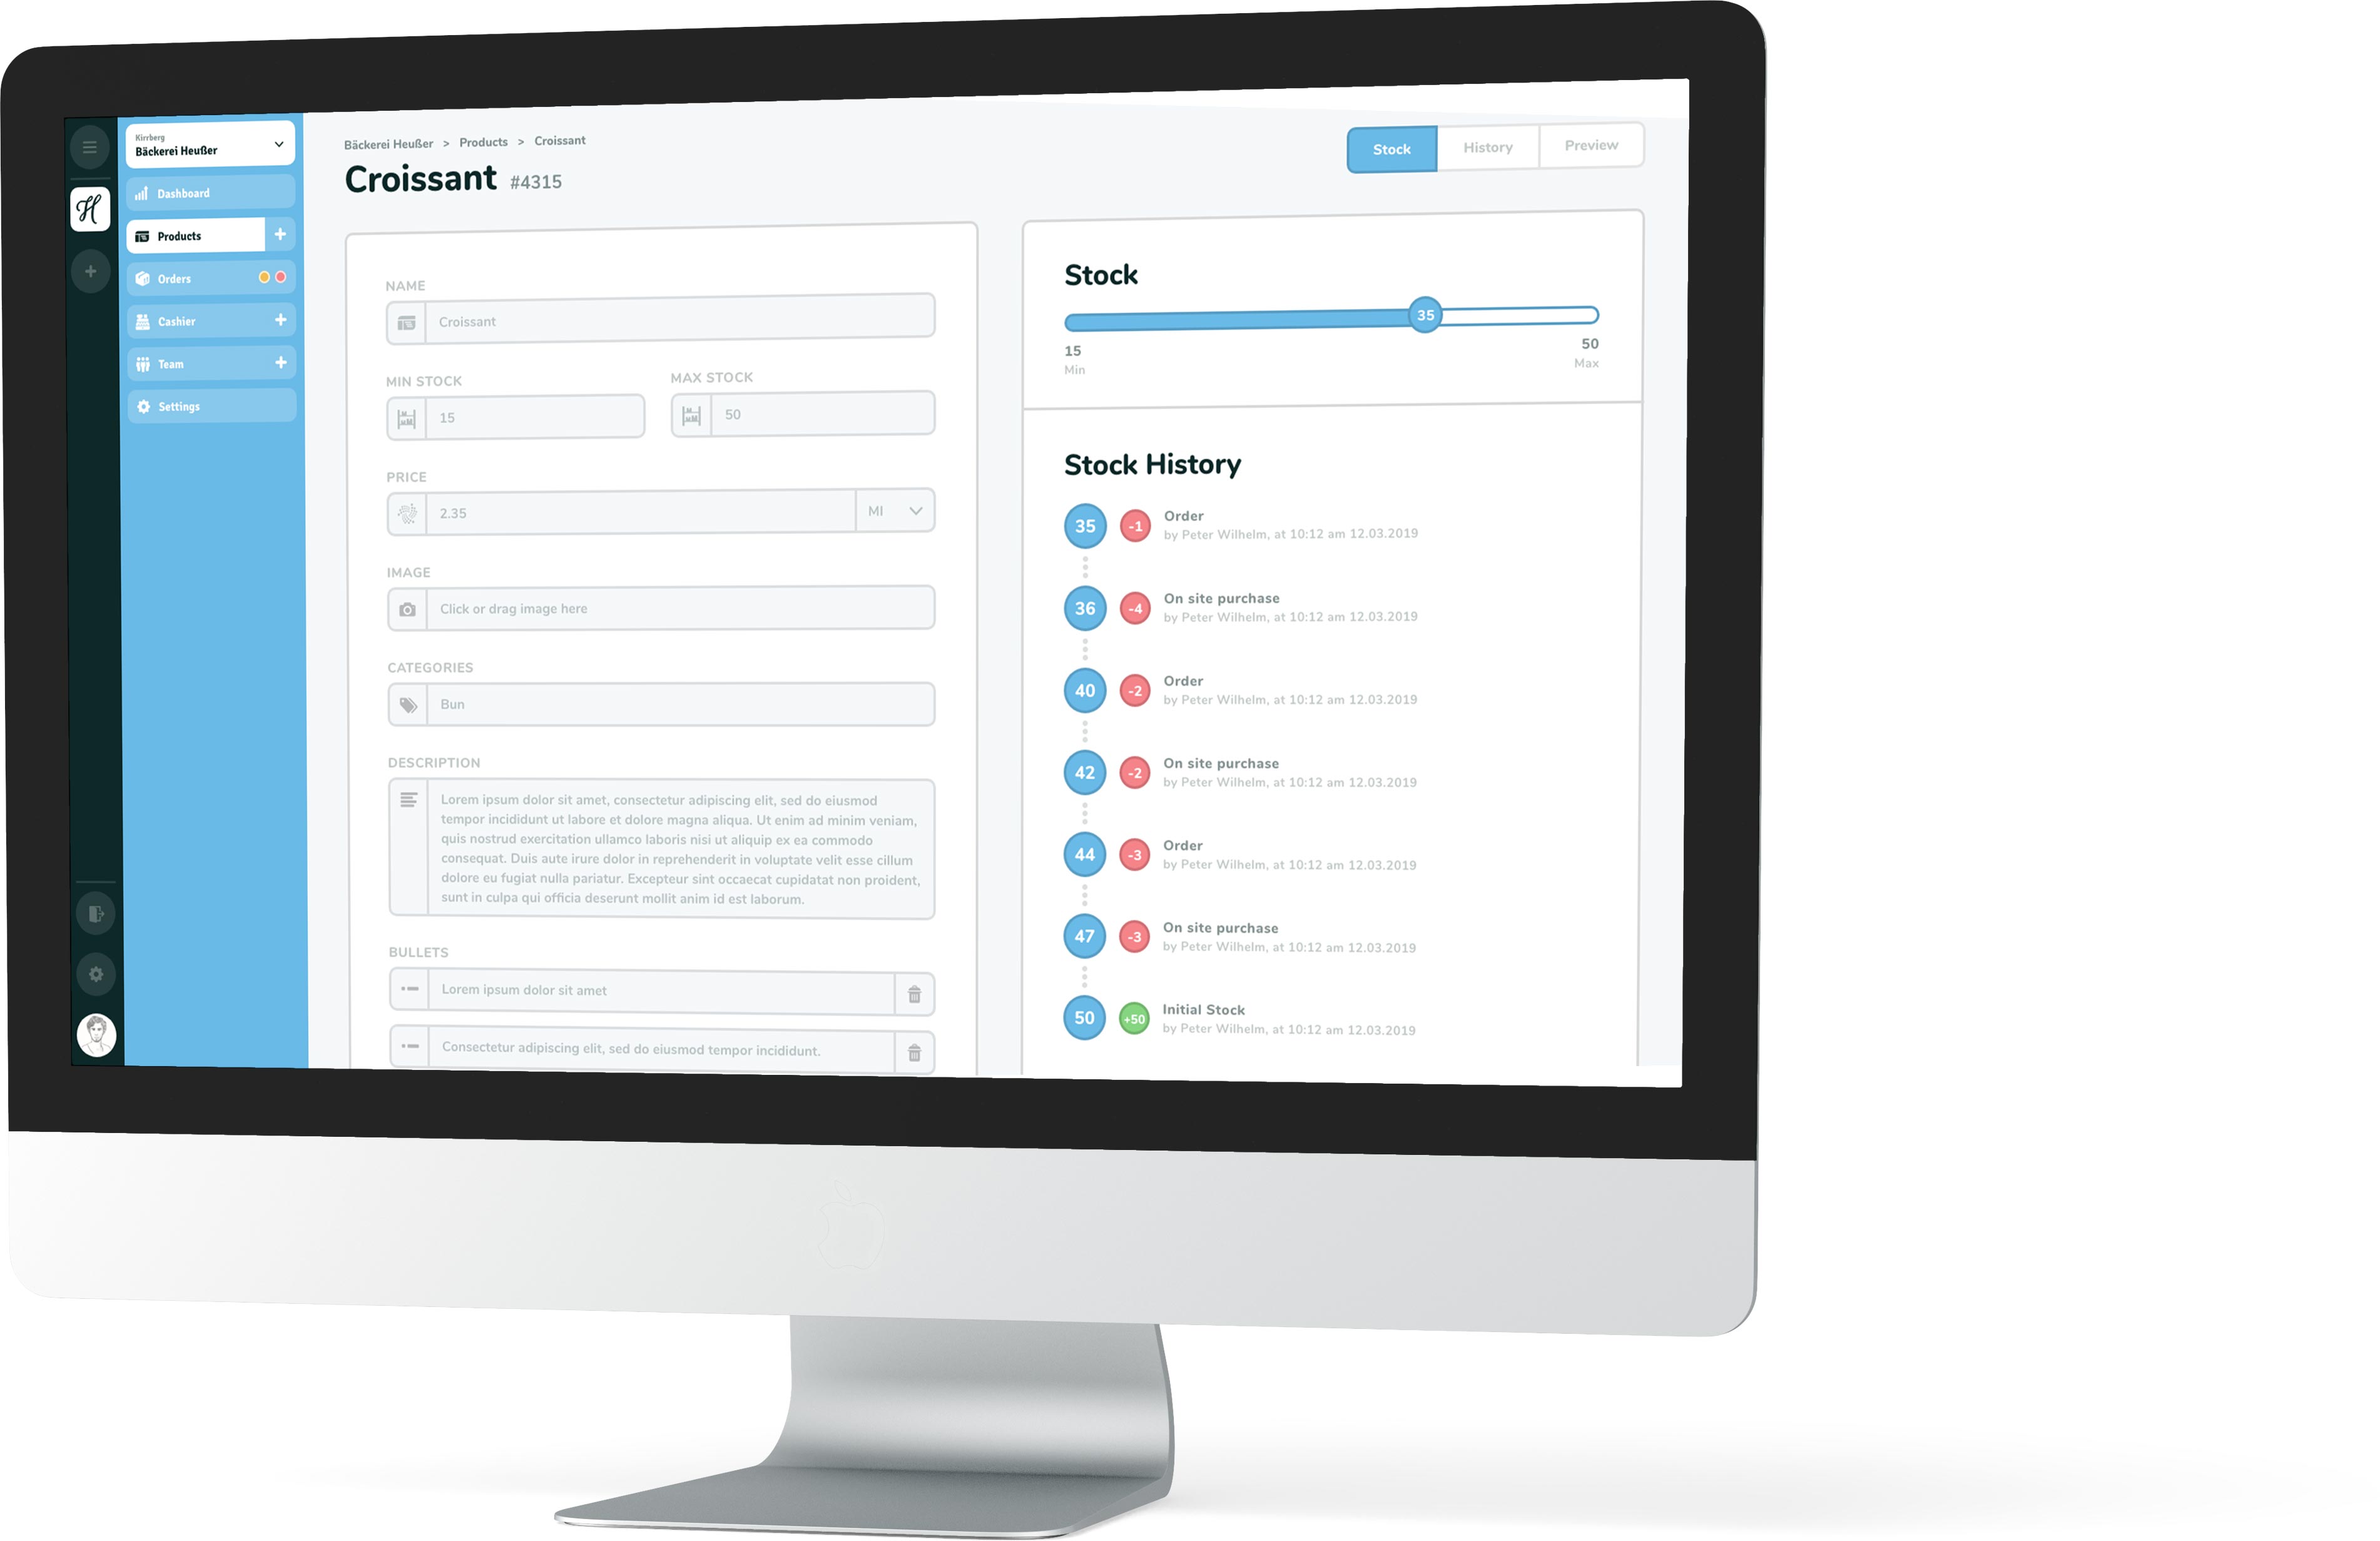 Kirrberg
Bäckerei Heußer
Dashboard
Products
Orders
Cashier
Team
Settings
Bäckerei Heußer > Products > Croissant
Croissant #4315
Stock
History
Preview
NAME
Croissant
MIN STOCK
15
MAX STOCK
50
PRICE
2.35
MI
IMAGE
Click or drag image here
CATEGORIES
Bun
DESCRIPTION
Lorem ipsum dolor sit amet, consectetur adipiscing elit, sed do eiusmod
tempor incididunt ut labore et dolore magna aliqua. Ut enim ad minim veniam,
quis nostrud exercitation ullamco laboris nisi ut aliquip ex ea commodo
consequat. Duis aute irure dolor in reprehenderit in voluptate velit esse cillum
dolore eu fugiat nulla pariatur. Excepteur sint occaecat cupidatat non proident,
sunt in culpa qui officia deserunt mollit anim id est laborum.
BULLETS
Lorem ipsum dolor sit amet
Consectetur adipiscing elit, sed do eiusmod tempor incididunt.
Stock
35
15
Min
50
Max
Stock History
35 -1 Order
by Peter Wilhelm, at 10:12 am 12.03.2019
36 -4 On site purchase
by Peter Wilhelm, at 10:12 am 12.03.2019
40 -2 Order
by Peter Wilhelm, at 10:12 am 12.03.2019
42 -2 On site purchase
by Peter Wilhelm, at 10:12 am 12.03.2019
44 -3 Order
by Peter Wilhelm, at 10:12 am 12.03.2019
47 -3 On site purchase
by Peter Wilhelm, at 10:12 am 12.03.2019
50 +50 Initial Stock
by Peter Wilhelm, at 10:12 am 12.03.2019